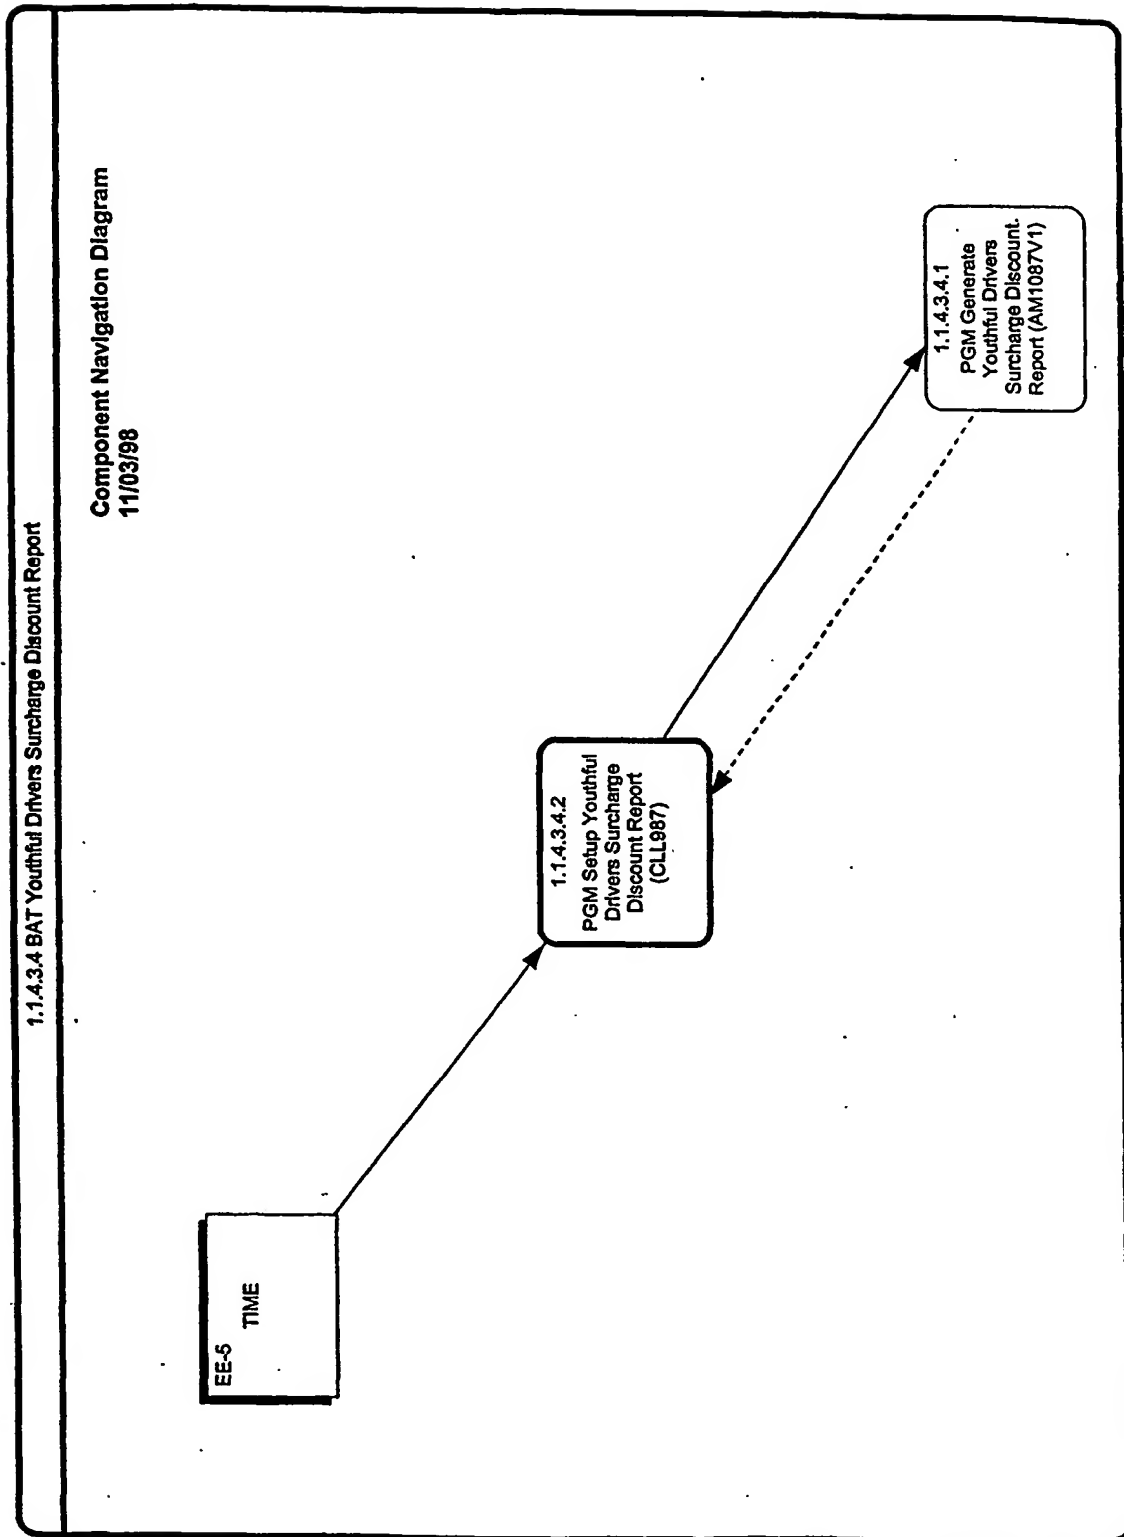 1.1.4.3.4 BAT Youthful Drivers Surcharge Discount Report
Component Navigation Diagram
11/03/98
EE-5
TIME
1.1.4.3.4.2
PGM Setup Youthful
Drivers Surcharge
Discount Report
(CLL987)
1.1.4.3.4.1
PGM Generate
Youthful Drivers
Surcharge Discount.
Report (AM1087V1)